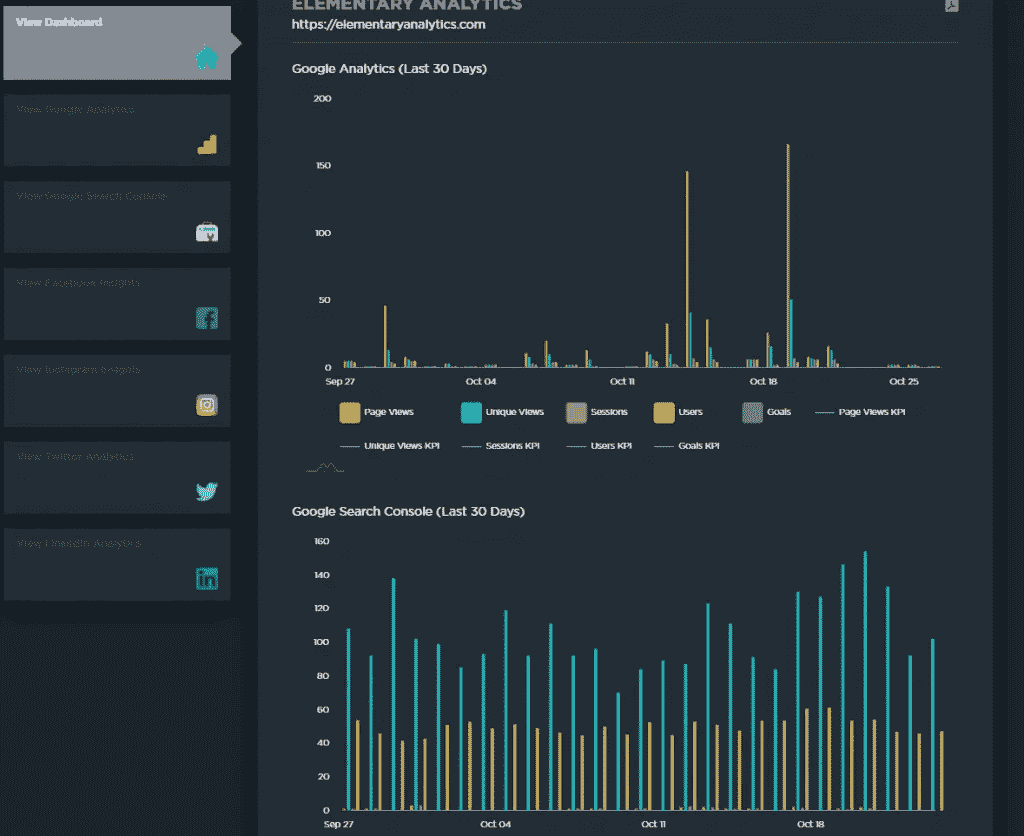 View Dashboard
View Google Analytics
View Google Search Console
View Facebook Insights
View Instagram Insights
View Twitter Analytics
View LinkedIn Analytics
ELEMENTARY ANALYTICS
https://elementaryanalytics.com
Google Analytics (Last 30 Days)
200
150
100
50
0
Sep 27 Oct 04 Oct 11 Oct 18 Oct 25
Page Views Unique Views Sessions Users Goals Page Views KPI
Unique Views KPI Sessions KPI Users KPI Goals KPI
Google Search Console (Last 30 Days)
160
140
120
100
80
60
40
20
0
Sep 27 Oct 04 Oct 11 Oct 18